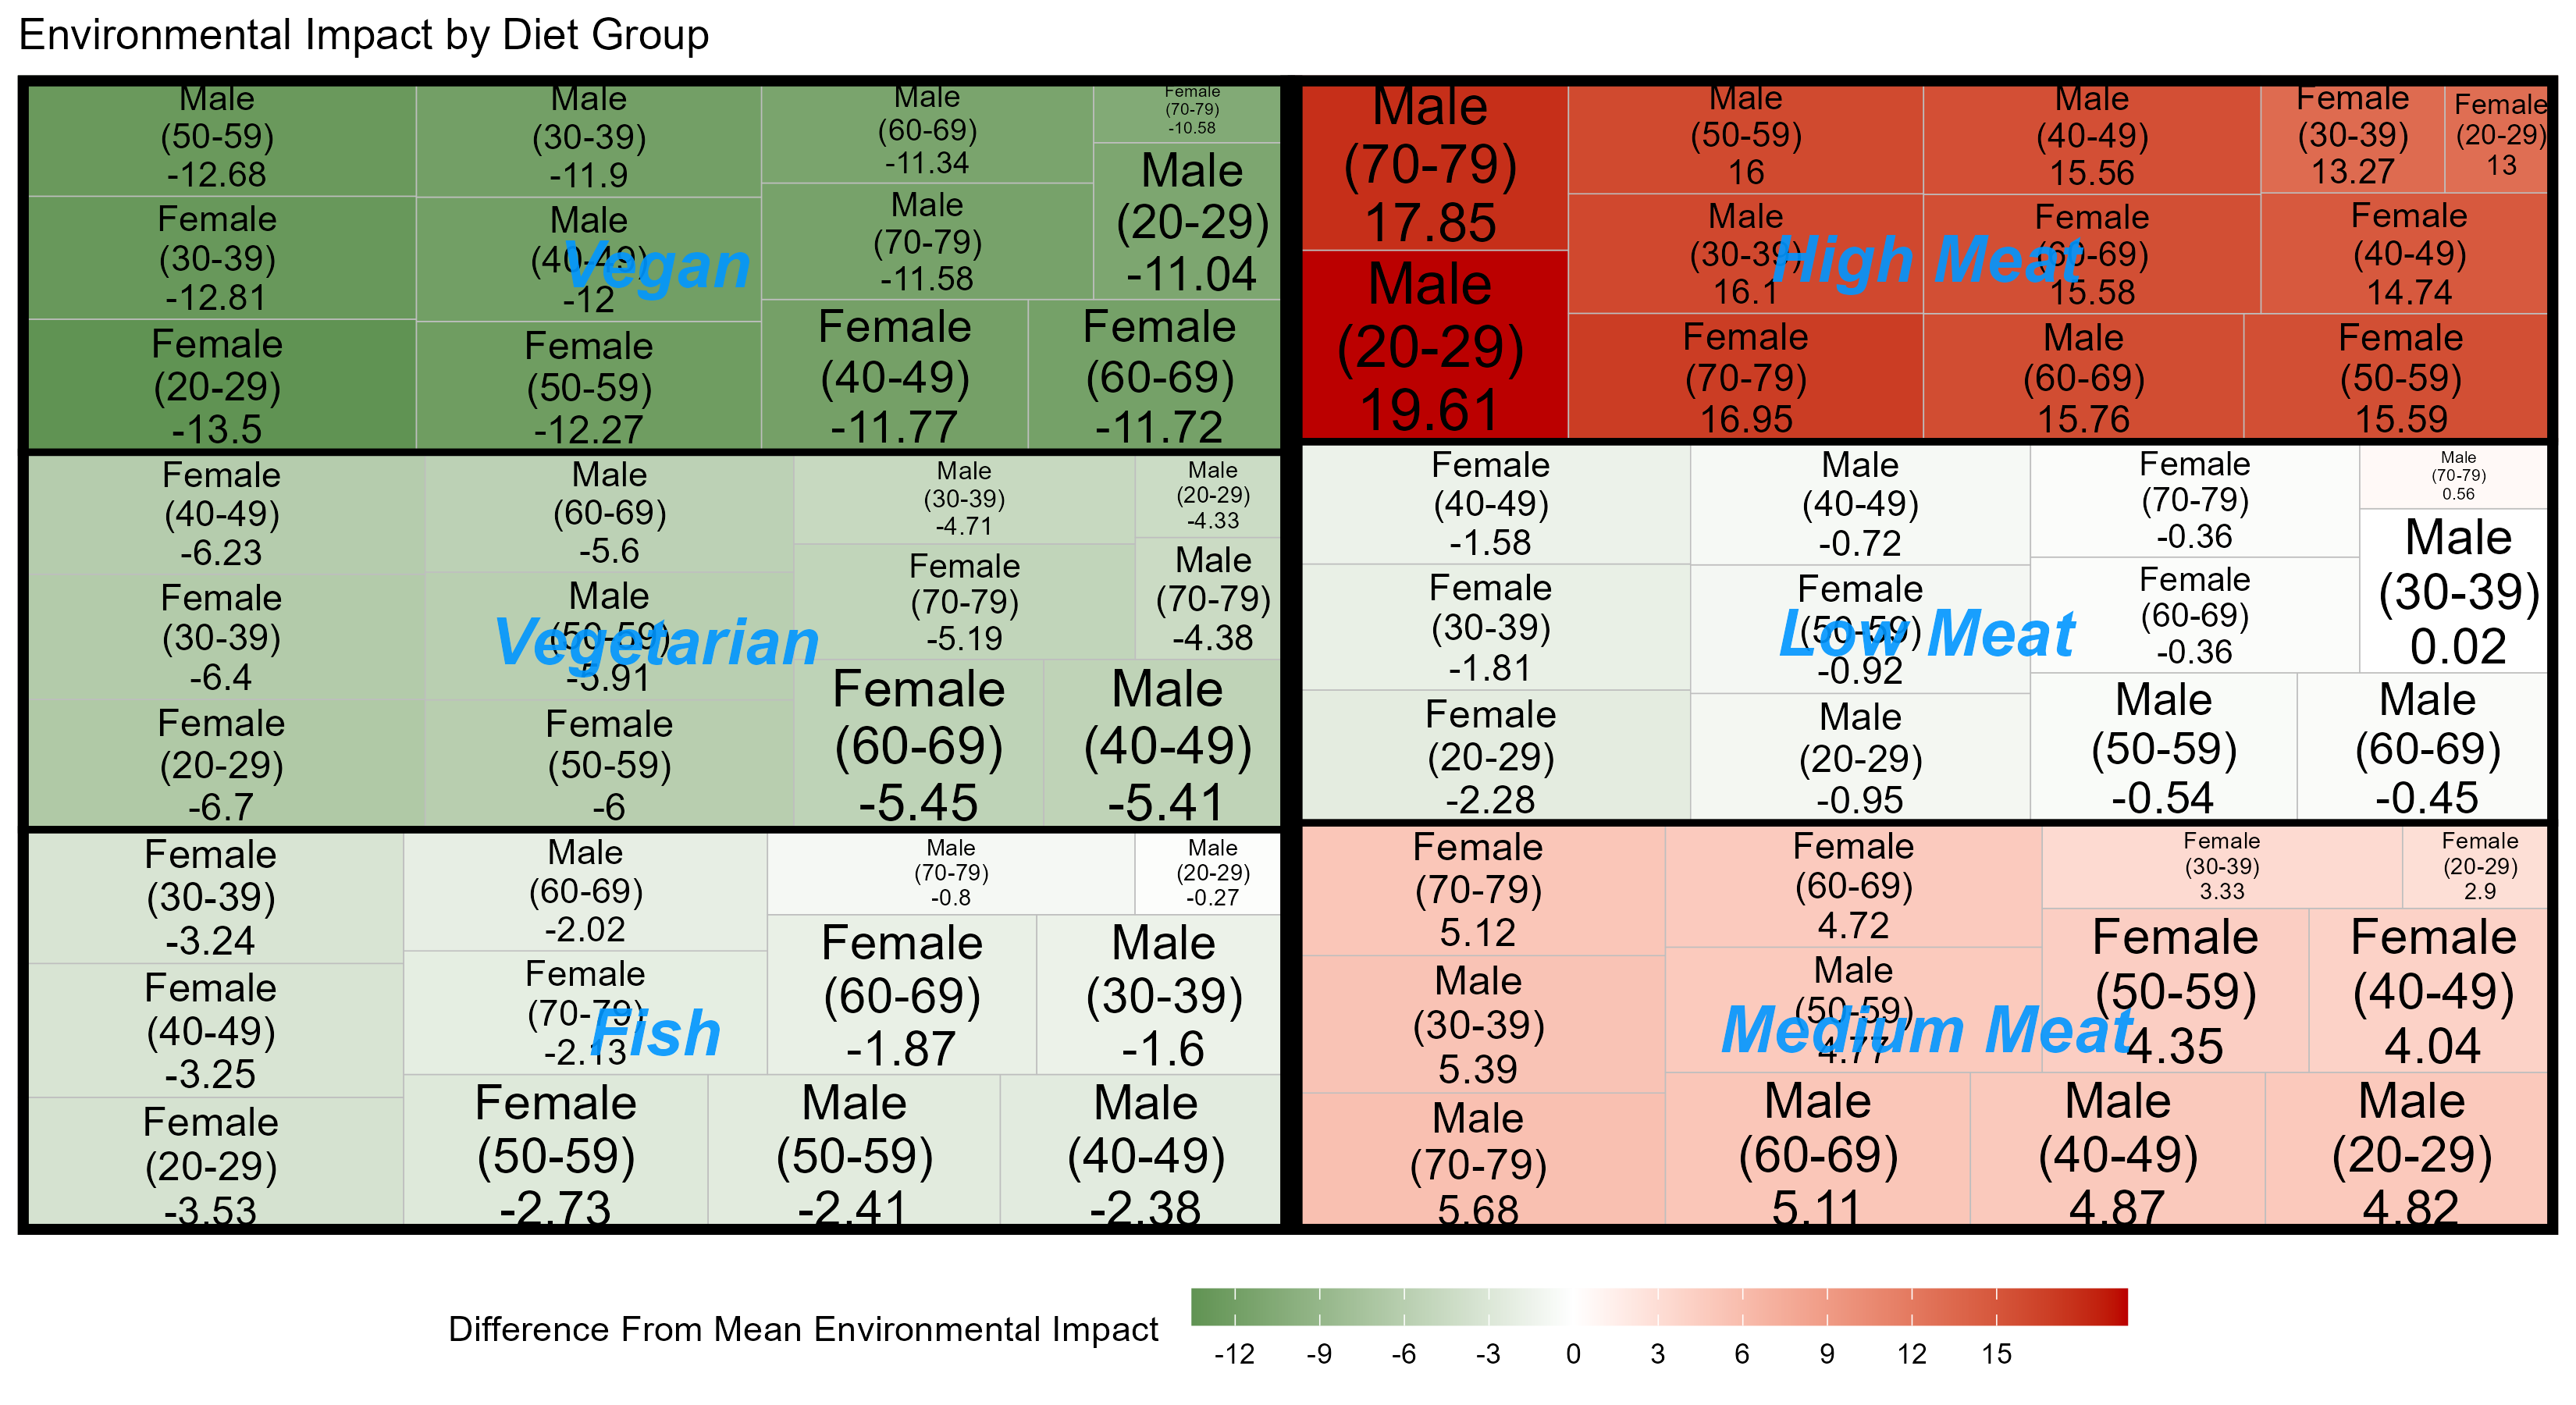 Environmental Impact by Diet Group
Male
(50-59)
-12.68
Female
(30-39)
-12.81
Female
(20-29)
-13.5
Male
(30-39)
-11.9
Male
(40-49)
-12
Female
(50-59)
-12.27
Male
(60-69)
-11.34
Male
(70-79)
-11.58
Female
(70-79)
-10.58
Male
(20-29)
-11.04
Female
(40-49)
-11.77
Female
(60-69)
-11.72
Vegan
Male
(70-79)
17.85
Male
(20-29)
19.61
Male
(50-59)
16
Male
(30-39)
16.1
Female
(70-79)
16.95
Male
(40-49)
15.56
Female
(60-69)
15.58
Male
(60-69)
15.76
Female
(30-39)
13.27
Female
(20-29)
13
Female
(40-49)
14.74
Female
(50-59)
15.59
High Meat
Female
(40-49)
-6.23
Female
(30-39)
-6.4
Female
(20-29)
-6.7
Male
(60-69)
-5.6
Male
(50-59)
-5.91
Female
(50-59)
-6
Male
(30-39)
-4.71
Female
(70-79)
-5.19
Male
(20-29)
-4.33
Male
(70-79)
-4.38
Female
(60-69)
-5.45
Male
(40-49)
-5.41
Vegetarian
Female
(40-49)
-1.58
Female
(30-39)
-1.81
Female
(20-29)
-2.28
Male
(40-49)
-0.72
Female
(50-59)
-0.92
Male
(20-29)
-0.95
Female
(70-79)
-0.36
Female
(60-69)
-0.36
Male
(70-79)
0.56
Male
(30-39)
0.02
Male
(50-59)
-0.54
Male
(60-69)
-0.45
Low Meat
Female
(30-39)
-3.24
Female
(40-49)
-3.25
Female
(20-29)
-3.53
Male
(60-69)
-2.02
Female
(70-79)
-2.13
Male
(70-79)
-0.8
Male
(20-29)
-0.27
Female
(60-69)
-1.87
Male
(30-39)
-1.6
Female
(50-59)
-2.73
Male
(50-59)
-2.41
Male
(40-49)
-2.38
Fish
Female
(70-79)
5.12
Male
(30-39)
5.39
Male
(70-79)
5.68
Female
(60-69)
4.72
Male
(50-59)
4.77
Female
(30-39)
3.33
Female
(20-29)
2.9
Female
(50-59)
4.35
Female
(40-49)
4.04
Male
(60-69)
5.11
Male
(40-49)
4.87
Male
(20-29)
4.82
Medium Meat
Difference From Mean Environmental Impact
-12 -9 -6 -3 0 3 6 9 12 15